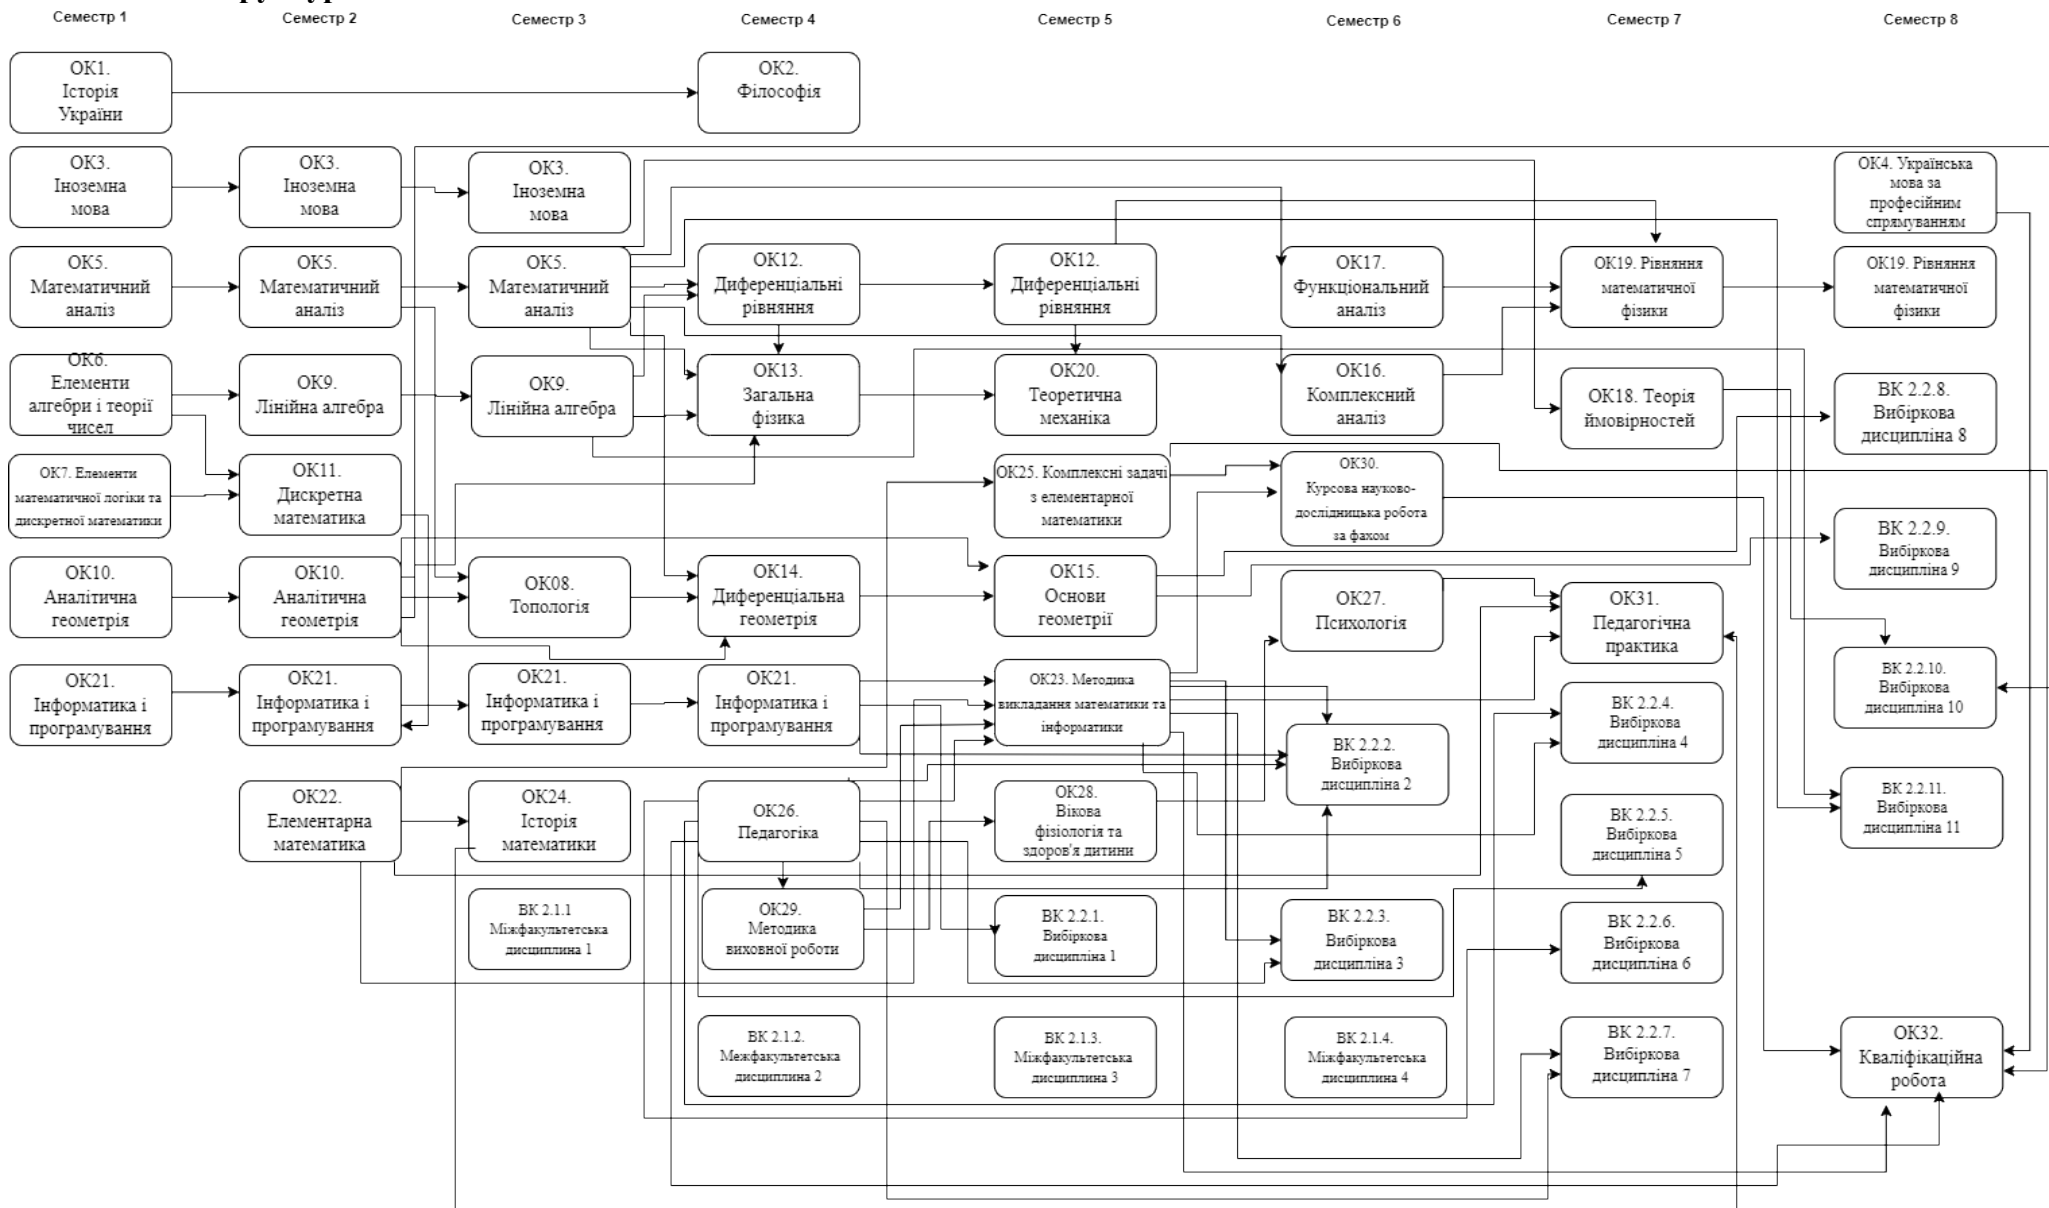 Семестр 1
Семестр 2
Семестр 3
Семестр 4
Семестр 5
Семестр 6
Семестр 7
Семестр 8
ОК1.
Історія
України
ОК2.
Філософія
ОК3.
Іноземна
мова
ОК3.
Іноземна
мова
ОК3.
Іноземна
мова
ОК4. Українська
мова за
професійним
спрямуванням
ОК5.
Математичний
аналіз
ОК5.
Математичний
аналіз
ОК5.
Математичний
аналіз
ОК12.
Диференціальні
рівняння
ОК12.
Диференціальні
рівняння
ОК17.
Функціональний
аналіз
ОК19. Рівняння
математичної
фізики
ОК19. Рівняння
математичної
фізики
ОК6.
Елементи
алгебри і теорії
чисел
ОК9.
Лінійна алгебра
ОК9.
Лінійна алгебра
ОК13.
Загальна
фізика
ОК20.
Теоретична
механіка
ОК16.
Комплексний
аналіз
ОК18. Теорія
ймовірностей
ВК 2.2.8.
Вибіркова
дисципліна 8
ОК7. Елементи
математичної логіки та
дискретної математики
ОК11.
Дискретна
математика
ОК25. Комплексні задачі
з елементарної
математики
ОК30.
Курсова науково-
дослідницька робота
за фахом
ВК 2.2.9.
Вибіркова
дисципліна 9
ОК10.
Аналітична
геометрія
ОК10.
Аналітична
геометрія
ОК08.
Топологія
ОК14.
Диференціальна
геометрія
ОК15.
Основи
геометрії
ОК27.
Психологія
ОК31.
Педагогічна
практика
ВК 2.2.10.
Вибіркова
дисципліна 10
ОК21.
Інформатика і
програмування
ОК21.
Інформатика і
програмування
ОК21.
Інформатика і
програмування
ОК21.
Інформатика і
програмування
ОК23. Методика
викладання математики та
інформатики
ВК 2.2.2.
Вибіркова
дисципліна 2
ВК 2.2.4.
Вибіркова
дисципліна 4
ВК 2.2.11.
Вибіркова
дисципліна 11
ОК22.
Елементарна
математика
ОК24.
Історія
математики
ОК26.
Педагогіка
ОК28.
Вікова
фізіологія та
здоров'я дитини
ВК 2.2.5.
Вибіркова
дисципліна 5
ВК 2.1.1
Міжфакультетська
дисциплина 1
ОК29.
Методика
виховної роботи
ВК 2.2.1.
Вибіркова
дисципліна 1
ВК 2.2.3.
Вибіркова
дисципліна 3
ВК 2.2.6.
Вибіркова
дисципліна 6
ВК 2.1.2.
Межфакультетська
дисциплина 2
ВК 2.1.3.
Міжфакультетська
дисциплина 3
ВК 2.1.4.
Міжфакультетська
дисциплина 4
ВК 2.2.7.
Вибіркова
дисципліна 7
ОК32.
Кваліфікаційна
робота